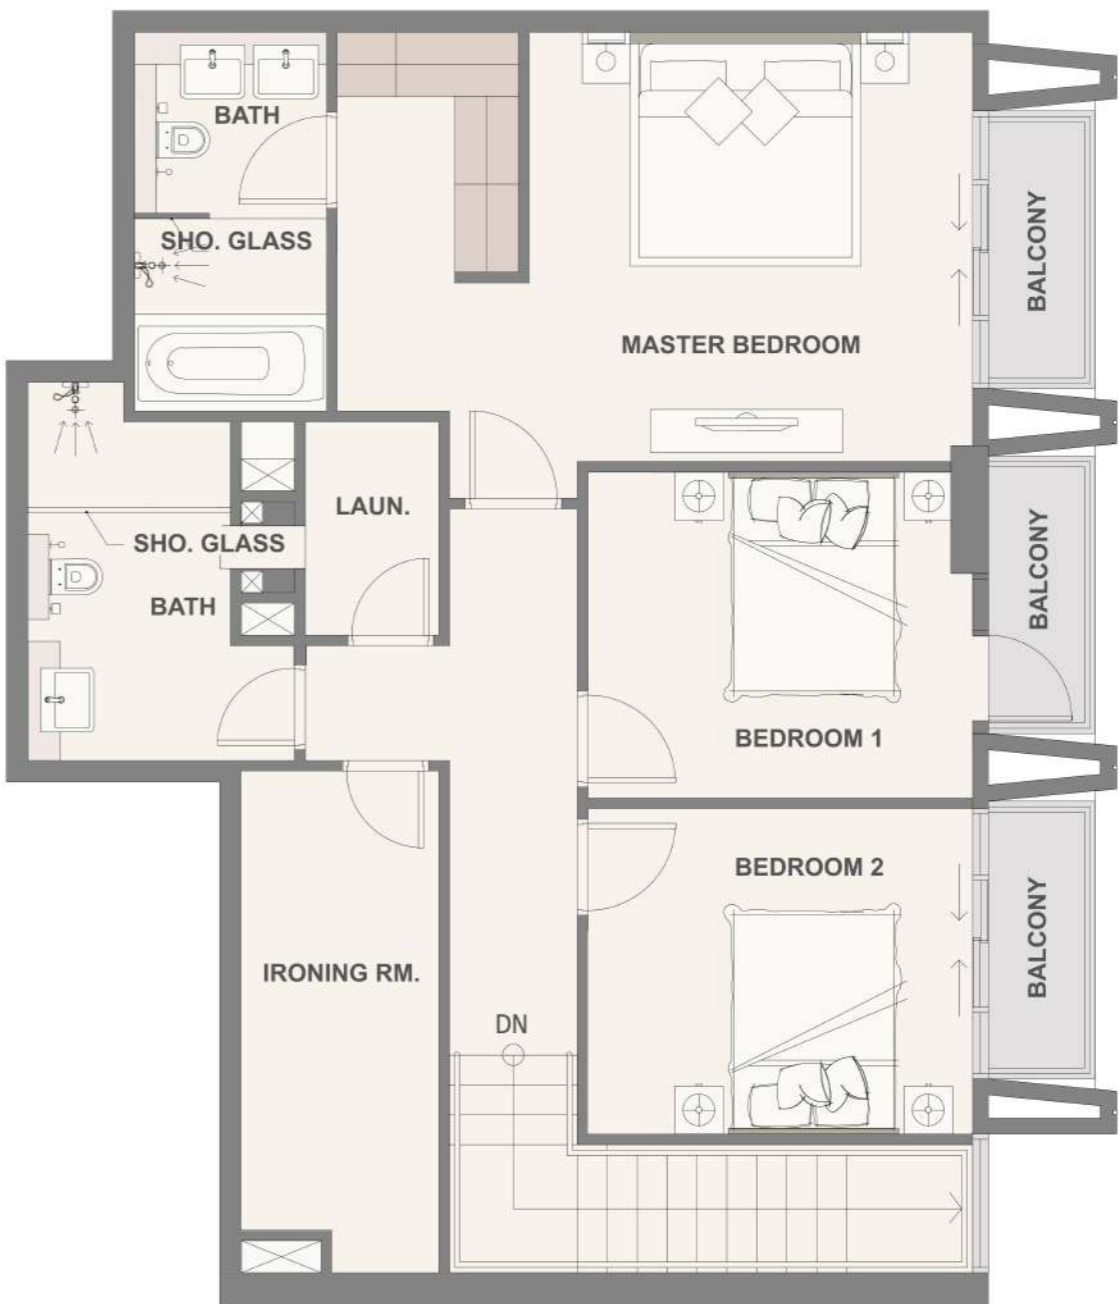 BATH
SHO. GLASS
BALCONY
MASTER BEDROOM
LAUN.
SHO. GLASS
BATH
BALCONY
BEDROOM 1
BEDROOM 2
IRONING RM.
BALCONY
DN